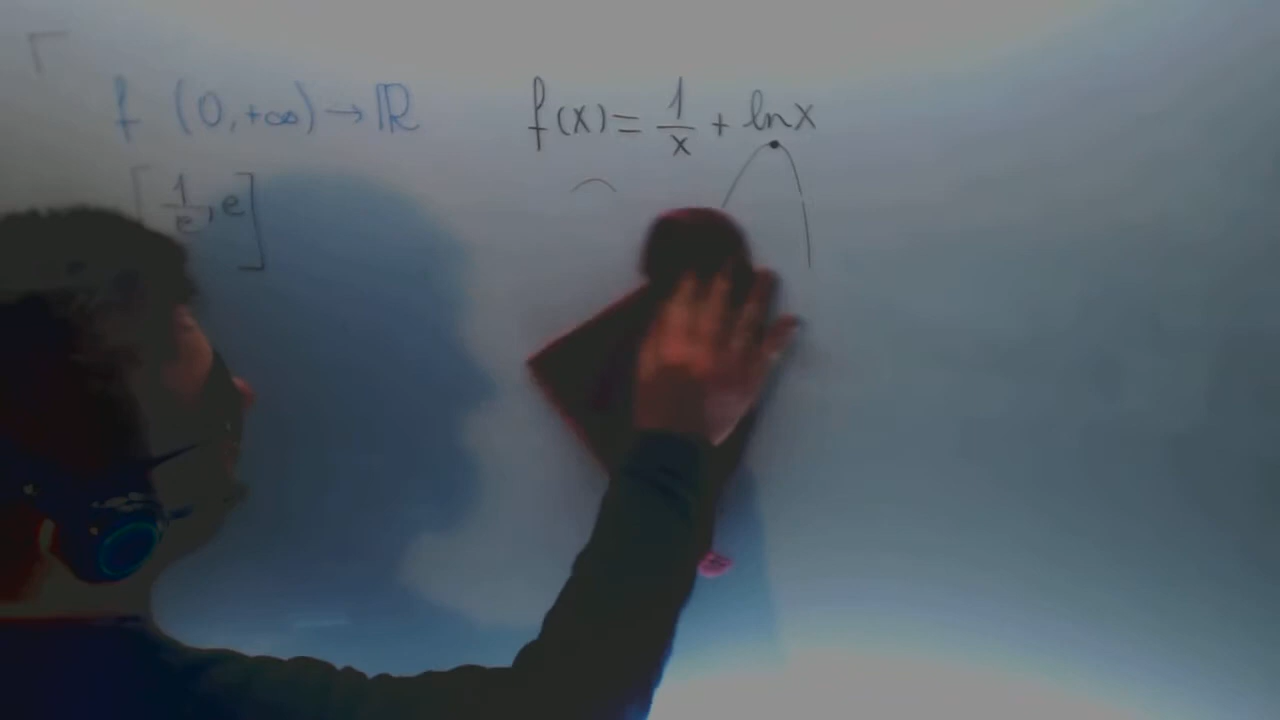 f (0,+∞)→ℝ
f(x)= 1/x + lnx
[1/e, e]